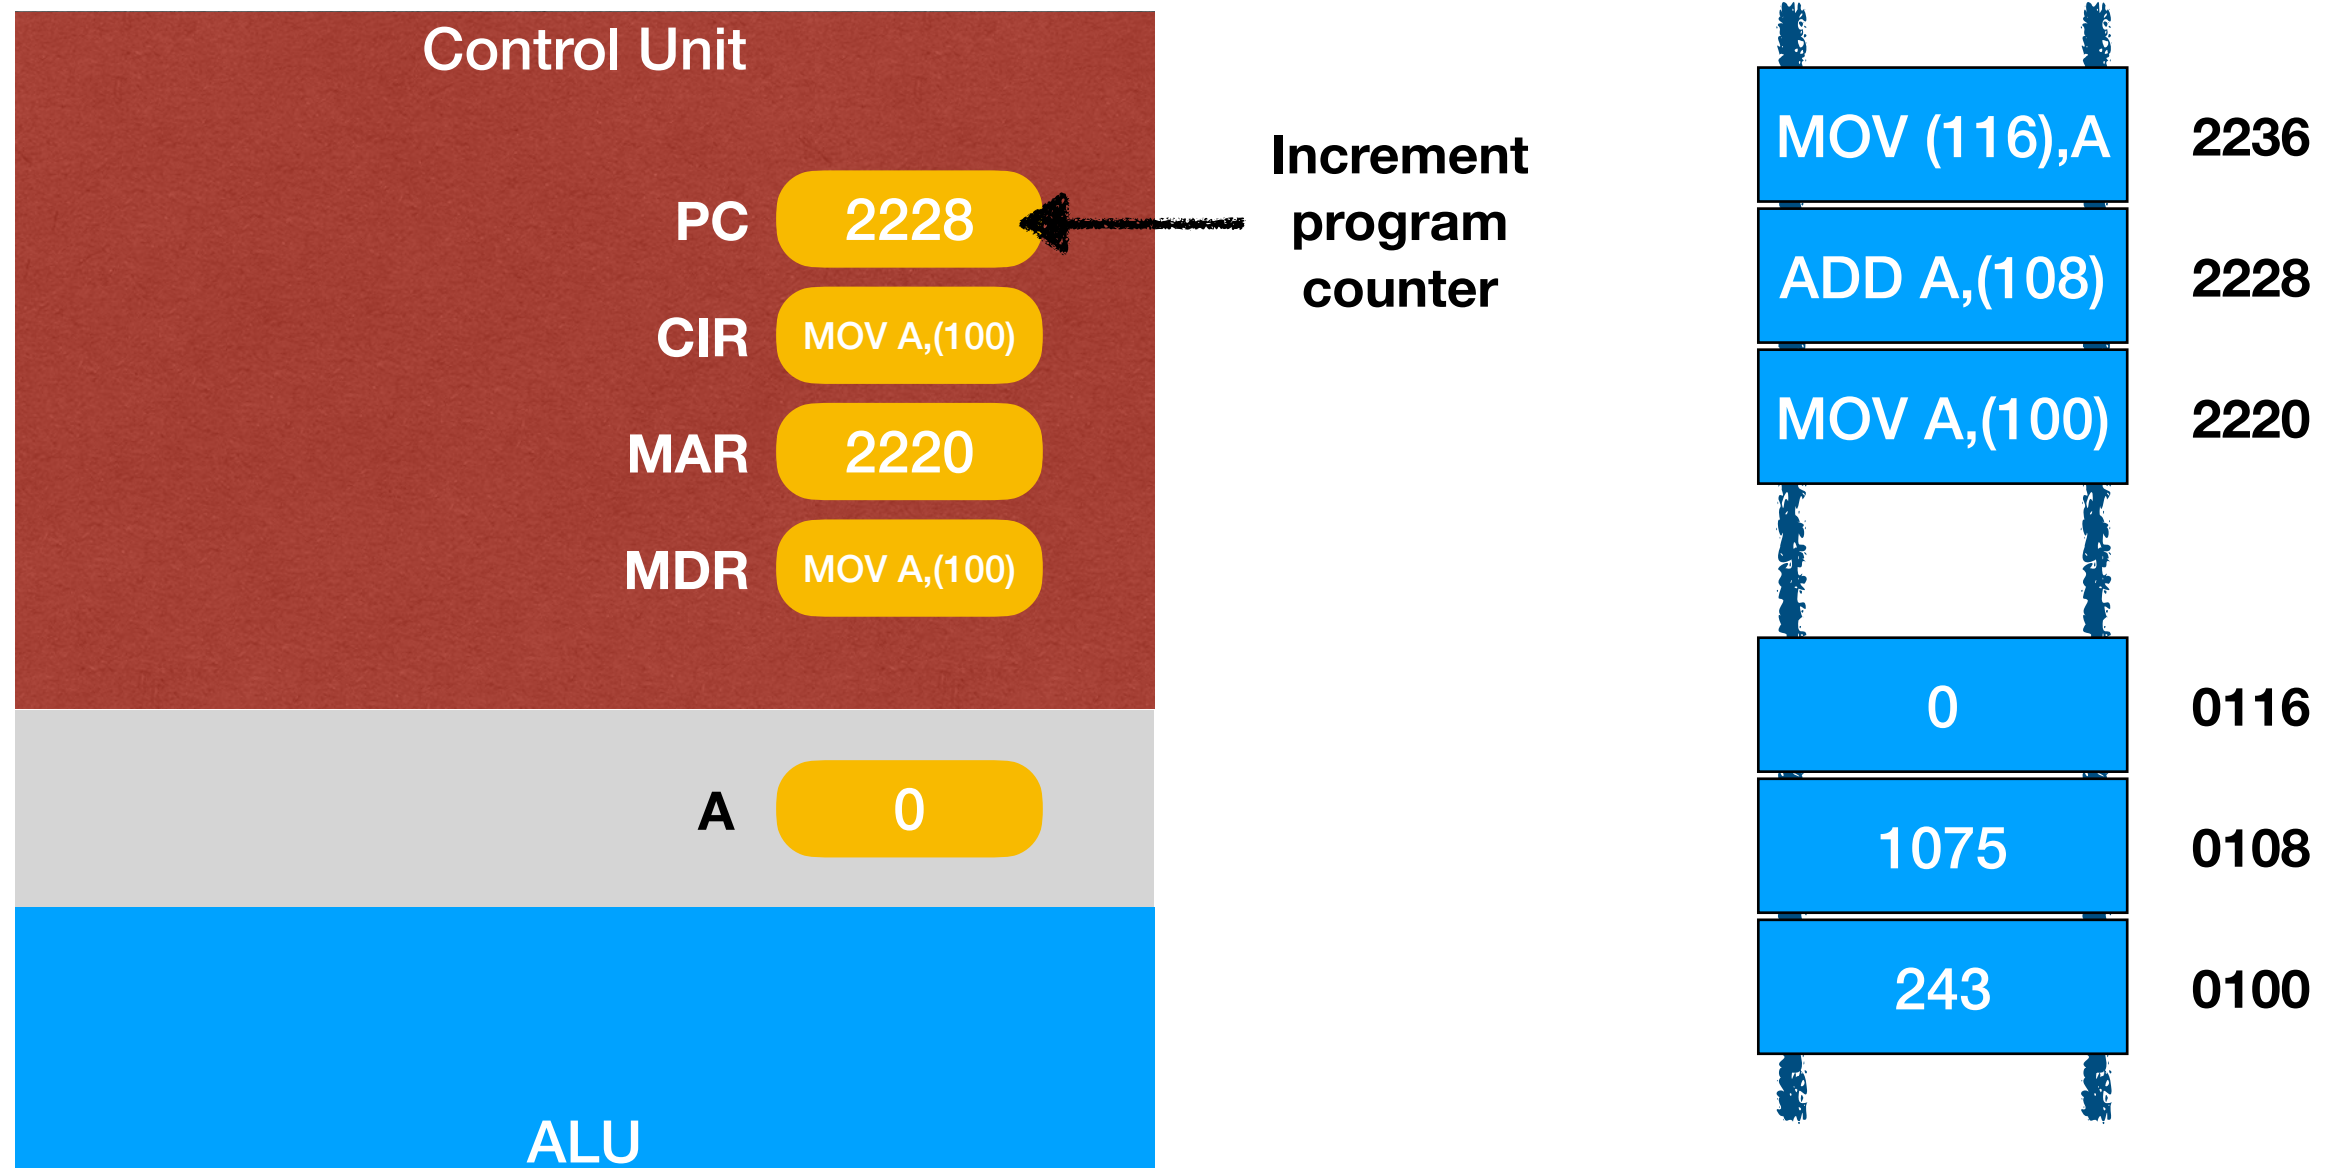 Control Unit
PC 2228
CIR MOV A,(100)
MAR 2220
MDR MOV A,(100)
A 0
ALU
Increment
program
counter
MOV (116),A 2236
ADD A,(108) 2228
MOV A,(100) 2220
0 0116
1075 0108
243 0100